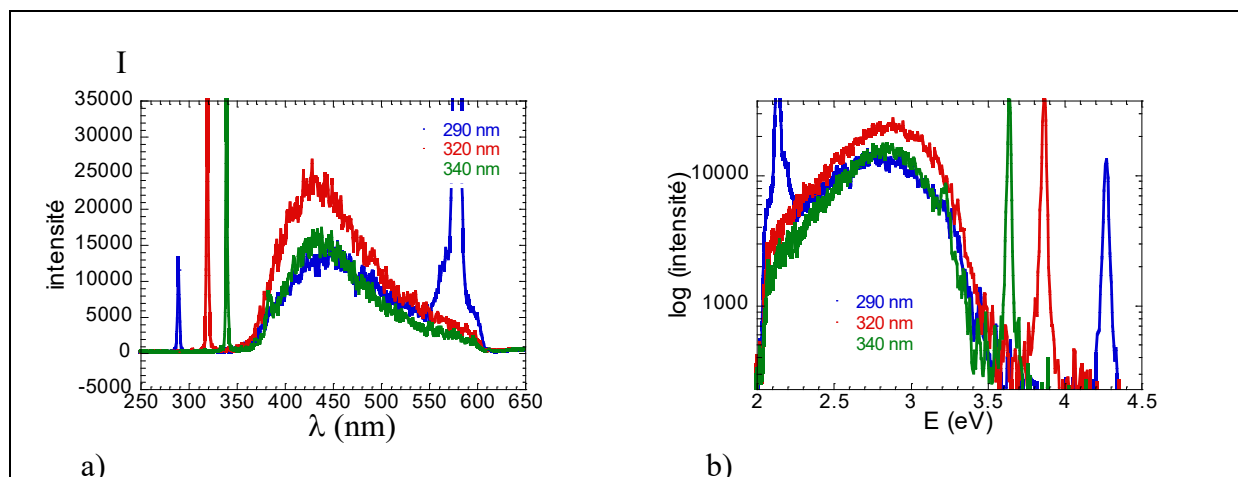 I
35000
30000
25000
20000
15000
10000
5000
0
-5000
intensité
290 nm
320 nm
340 nm
250 300 350 400 450 500 550 600 650
λ (nm)
a)
10000
1000
log (intensité)
290 nm
320 nm
340 nm
2 2.5 3 3.5 4 4.5
E (eV)
b)